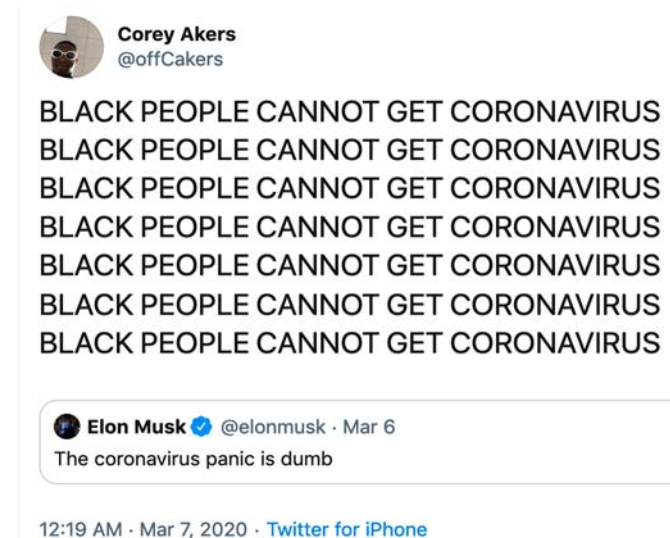 Corey Akers
@offCakers
BLACK PEOPLE CANNOT GET CORONAVIRUS
BLACK PEOPLE CANNOT GET CORONAVIRUS
BLACK PEOPLE CANNOT GET CORONAVIRUS
BLACK PEOPLE CANNOT GET CORONAVIRUS
BLACK PEOPLE CANNOT GET CORONAVIRUS
BLACK PEOPLE CANNOT GET CORONAVIRUS
BLACK PEOPLE CANNOT GET CORONAVIRUS
Elon Musk @elonmusk · Mar 6
The coronavirus panic is dumb
12:19 AM · Mar 7, 2020 · Twitter for iPhone